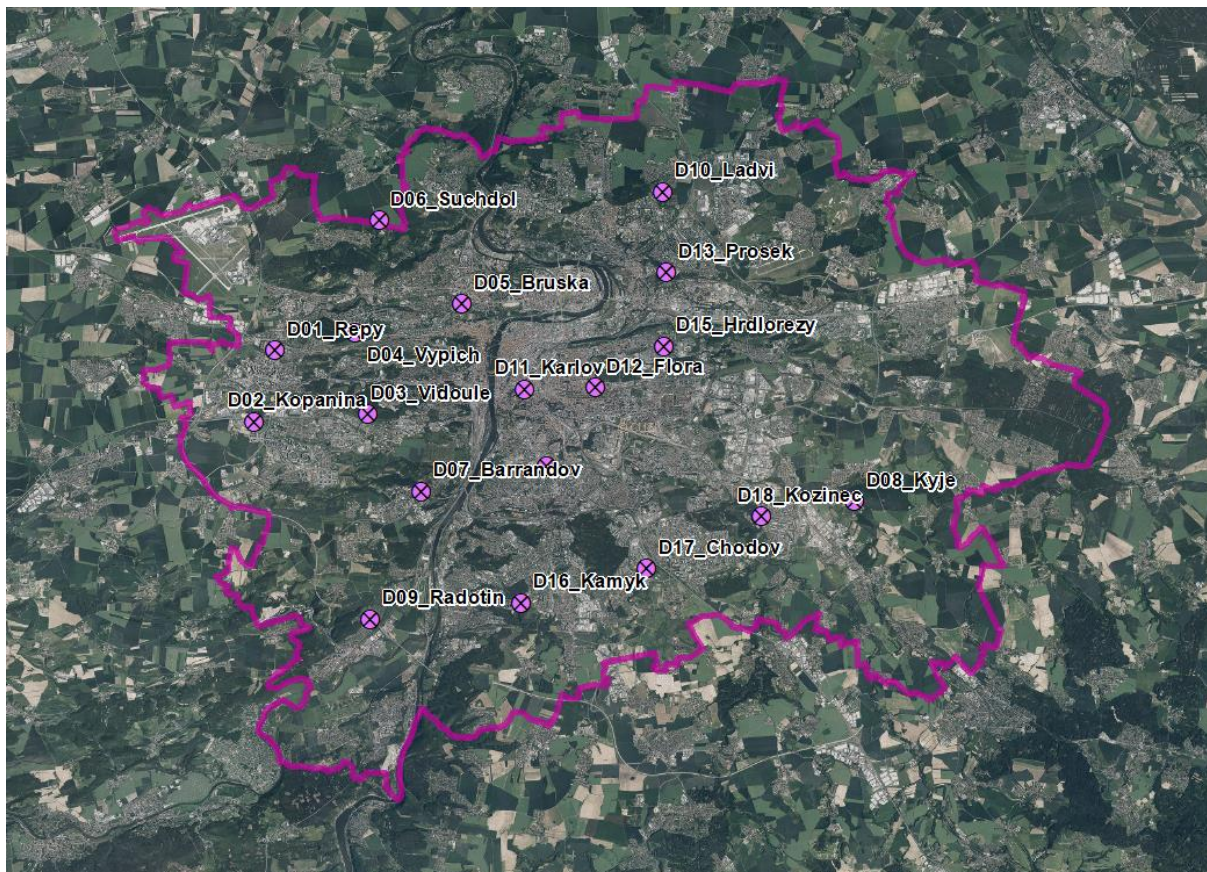 D10_Ladvi
D06_Suchdol
D13_Prosek
D05_Bruska
D01_Repy
D15_Hrdlorezy
D04_Vypich
D11_Karlov
D12_Flora
D03_Vidoule
D02_Kopanina
D07_Barrandov
D08_Kyje
D18_Kozinec
D17_Chodov
D16_Kamyk
D09_Radotin